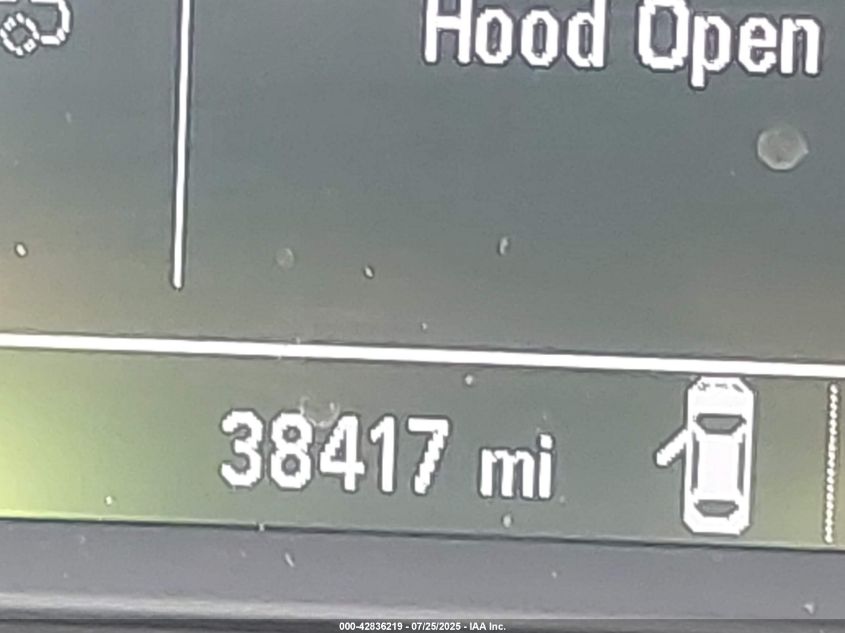 Hood Open
38417 mi
000-42836219 - 07/25/2025 - IAA Inc.